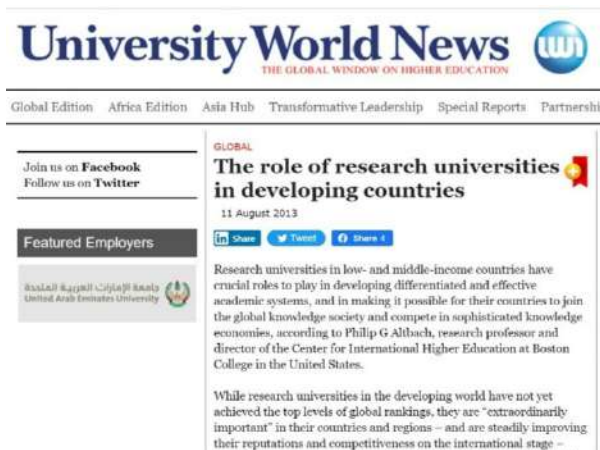 University World News
THE GLOBAL WINDOW ON HIGHER EDUCATION
Global Edition Africa Edition Asia Hub Transformative Leadership Special Reports Partnershi
Join us on Facebook
Follow us on Twitter
Featured Employers
جامعة الإمارات العربية المتحدة
United Arab Emirates University
GLOBAL
The role of research universities
in developing countries
11 August 2013
in Share Tweet Share 4
Research universities in low- and middle-income countries have
crucial roles to play in developing differentiated and effective
academic systems, and in making it possible for their countries to join
the global knowledge society and compete in sophisticated knowledge
economies, according to Philip G Altbach, research professor and
director of the Center for International Higher Education at Boston
College in the United States.
While research universities in the developing world have not yet
achieved the top levels of global rankings, they are “extraordinarily
important” in their countries and regions – and are steadily improving
their reputations and competitiveness on the international stage –